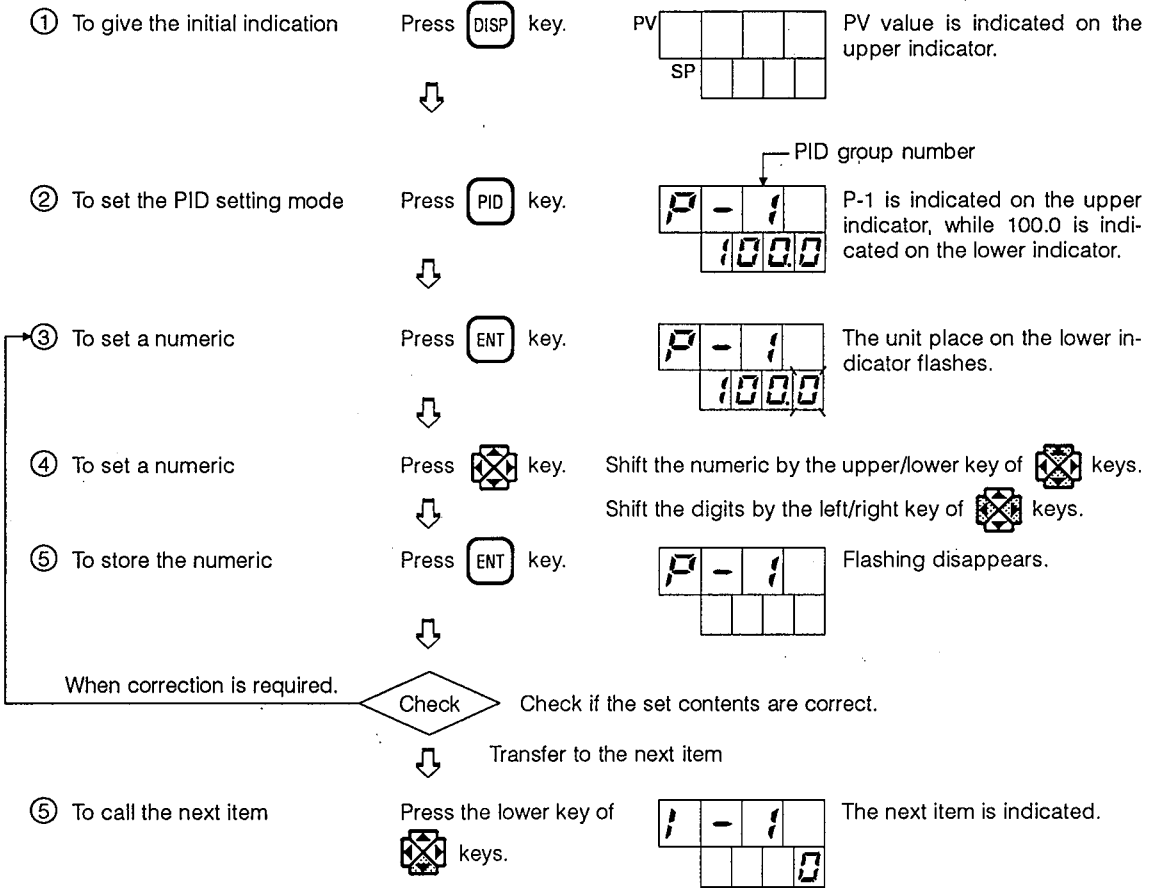 ① To give the initial indication Press DISP key. PV PV value is indicated on the
upper indicator.
SP
PID group number
② To set the PID setting mode Press PID key. P - 1 P-1 is indicated on the upper
indicator, while 100.0 is indi-
100.0 cated on the lower indicator.
③ To set a numeric Press ENT key. P - 1 The unit place on the lower in-
dicator flashes.
100.0
④ To set a numeric Press key. Shift the numeric by the upper/lower key of keys.
Shift the digits by the left/right key of keys.
⑤ To store the numeric Press ENT key. P - 1 Flashing disappears.
When correction is required.
Check Check if the set contents are correct.
Transfer to the next item
⑤ To call the next item Press the lower key of I - 1 The next item is indicated.
keys. 0